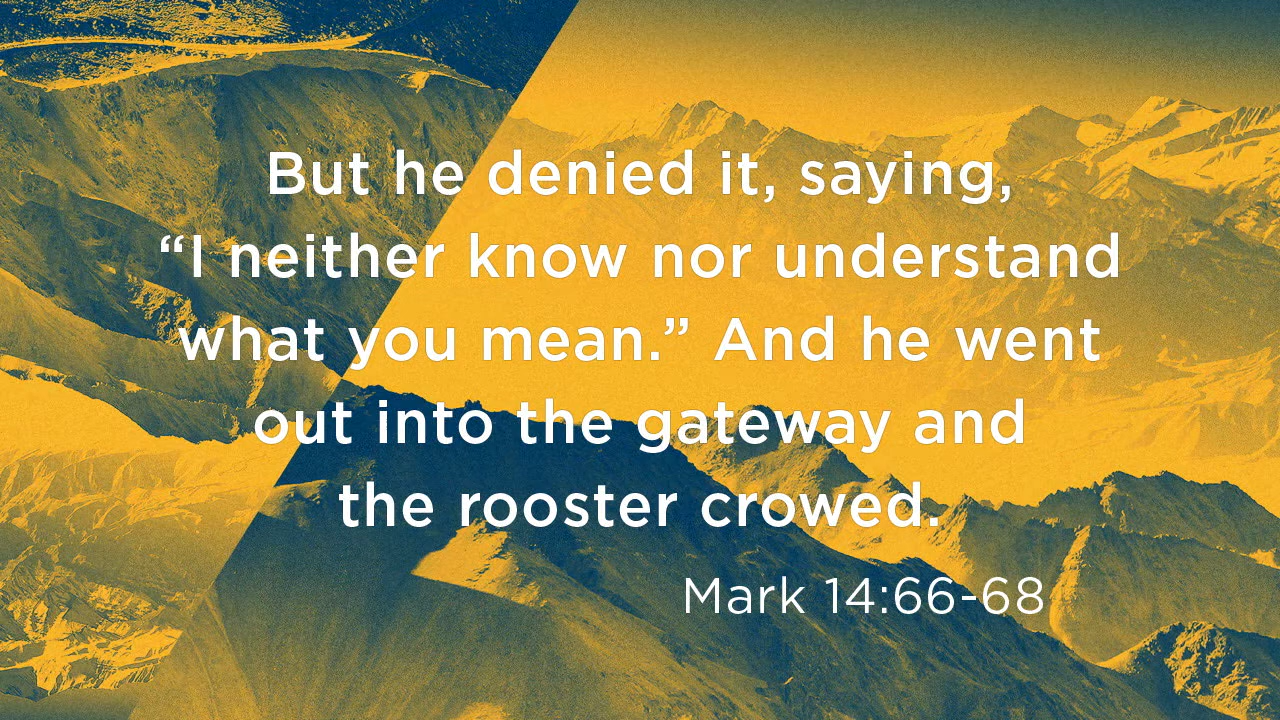 But he denied it, saying,
“I neither know nor understand
what you mean.” And he went
out into the gateway and
the rooster crowed.
Mark 14:66-68